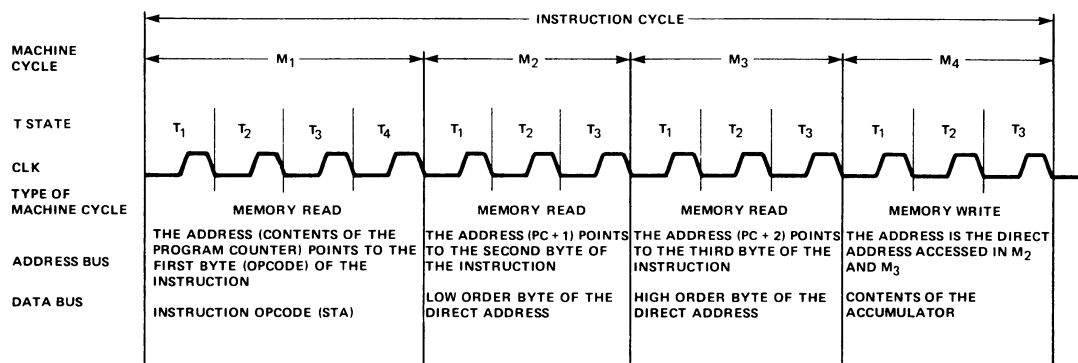 INSTRUCTION CYCLE
MACHINE
CYCLE
M1
M2
M3
M4
T STATE
T1 T2 T3 T4 T1 T2 T3 T1 T2 T3 T1 T2 T3
CLK
TYPE OF
MACHINE CYCLE
MEMORY READ
MEMORY READ
MEMORY READ
MEMORY WRITE
ADDRESS BUS
THE ADDRESS (CONTENTS OF THE
PROGRAM COUNTER) POINTS TO THE
FIRST BYTE (OPCODE) OF THE
INSTRUCTION
THE ADDRESS (PC + 1) POINTS
TO THE SECOND BYTE OF
THE INSTRUCTION
THE ADDRESS (PC + 2) POINTS
TO THE THIRD BYTE OF THE
INSTRUCTION
THE ADDRESS IS THE DIRECT
ADDRESS ACCESSED IN M2
AND M3
DATA BUS
INSTRUCTION OPCODE (STA)
LOW ORDER BYTE OF THE
DIRECT ADDRESS
HIGH ORDER BYTE OF THE
DIRECT ADDRESS
CONTENTS OF THE
ACCUMULATOR